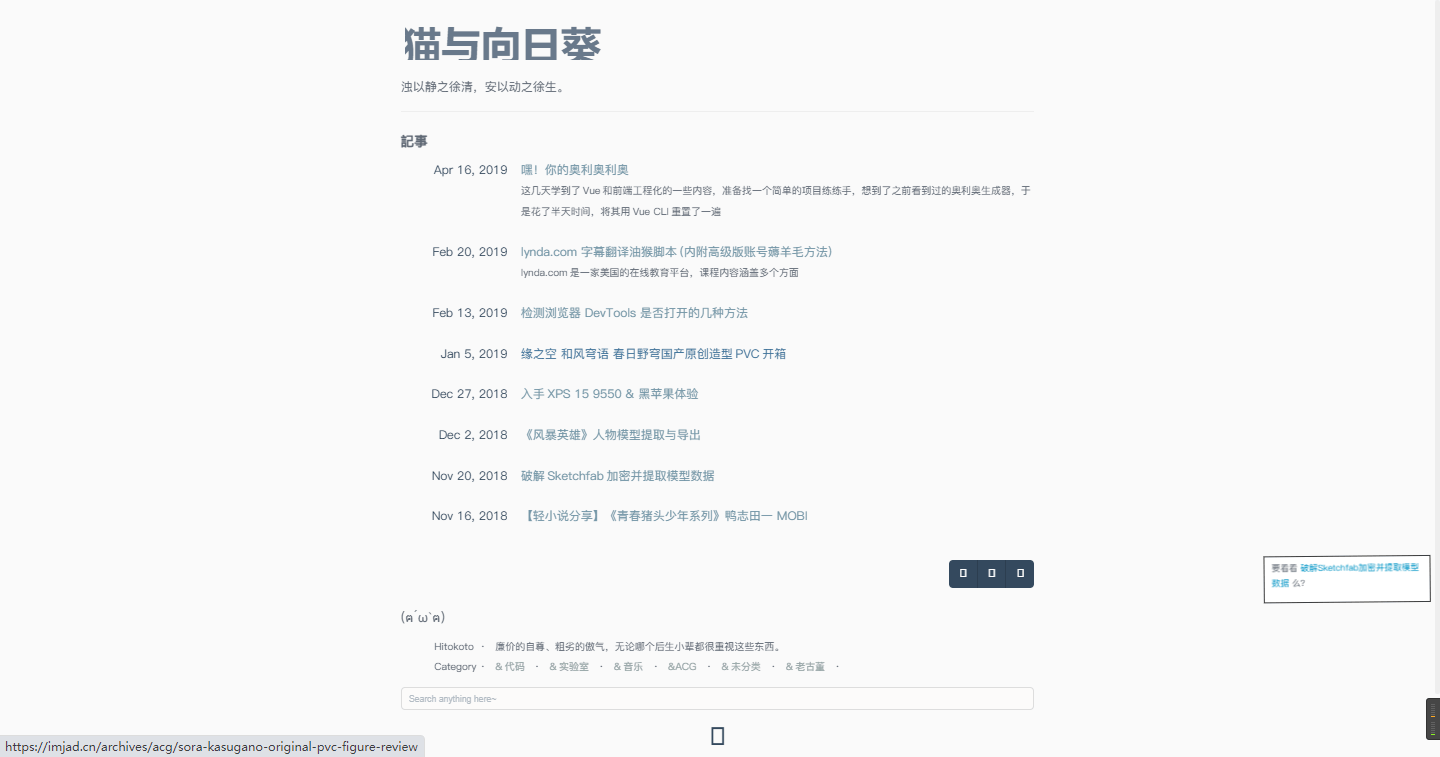 猫与向日葵
浊以静之徐清，安以动之徐生。
記事
Apr 16, 2019 嘿！你的奥利奥利奥
这几天学到了 Vue 和前端工程化的一些内容，准备找一个简单的项目练练手，想到了之前看到过的奥利奥生成器，于
是花了半天时间，将其用 Vue CLI 重置了一遍
Feb 20, 2019 lynda.com 字幕翻译油猴脚本 (内附高级版账号薅羊毛方法)
lynda.com 是一家美国的在线教育平台，课程内容涵盖多个方面
Feb 13, 2019 检测浏览器 DevTools 是否打开的几种方法
Jan 5, 2019 缘之空 和风穹语 春日野穹国产原创造型 PVC 开箱
Dec 27, 2018 入手 XPS 15 9550 & 黑苹果体验
Dec 2, 2018 《风暴英雄》人物模型提取与导出
Nov 20, 2018 破解 Sketchfab 加密并提取模型数据
Nov 16, 2018 【轻小说分享】《青春猪头少年系列》鸭志田一 MOBI
要看看 破解Sketchfab加密并提取模型
数据 么?
(ฅ´ω`ฅ)
Hitokoto · 廉价的自尊、粗劣的傲气，无论哪个后生小辈都很重视这些东西。
Category · & 代码 · & 实验室 · & 音乐 · &ACG · & 未分类 · & 老古董 ·
Search anything here~
https://imjad.cn/archives/acg/sora-kasugano-original-pvc-figure-review